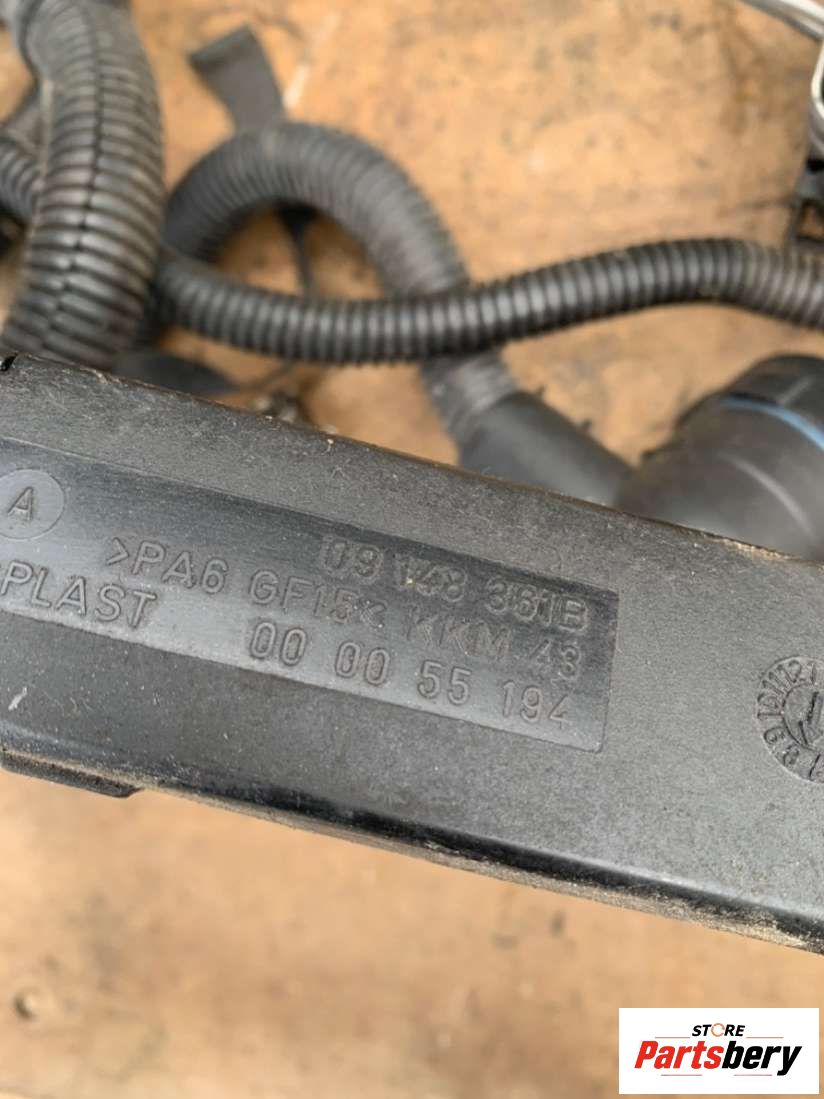 A
09 148 361B
>PA6 GF15< KKM 43
PLAST 00 00 55 194
STORE
Partsbery